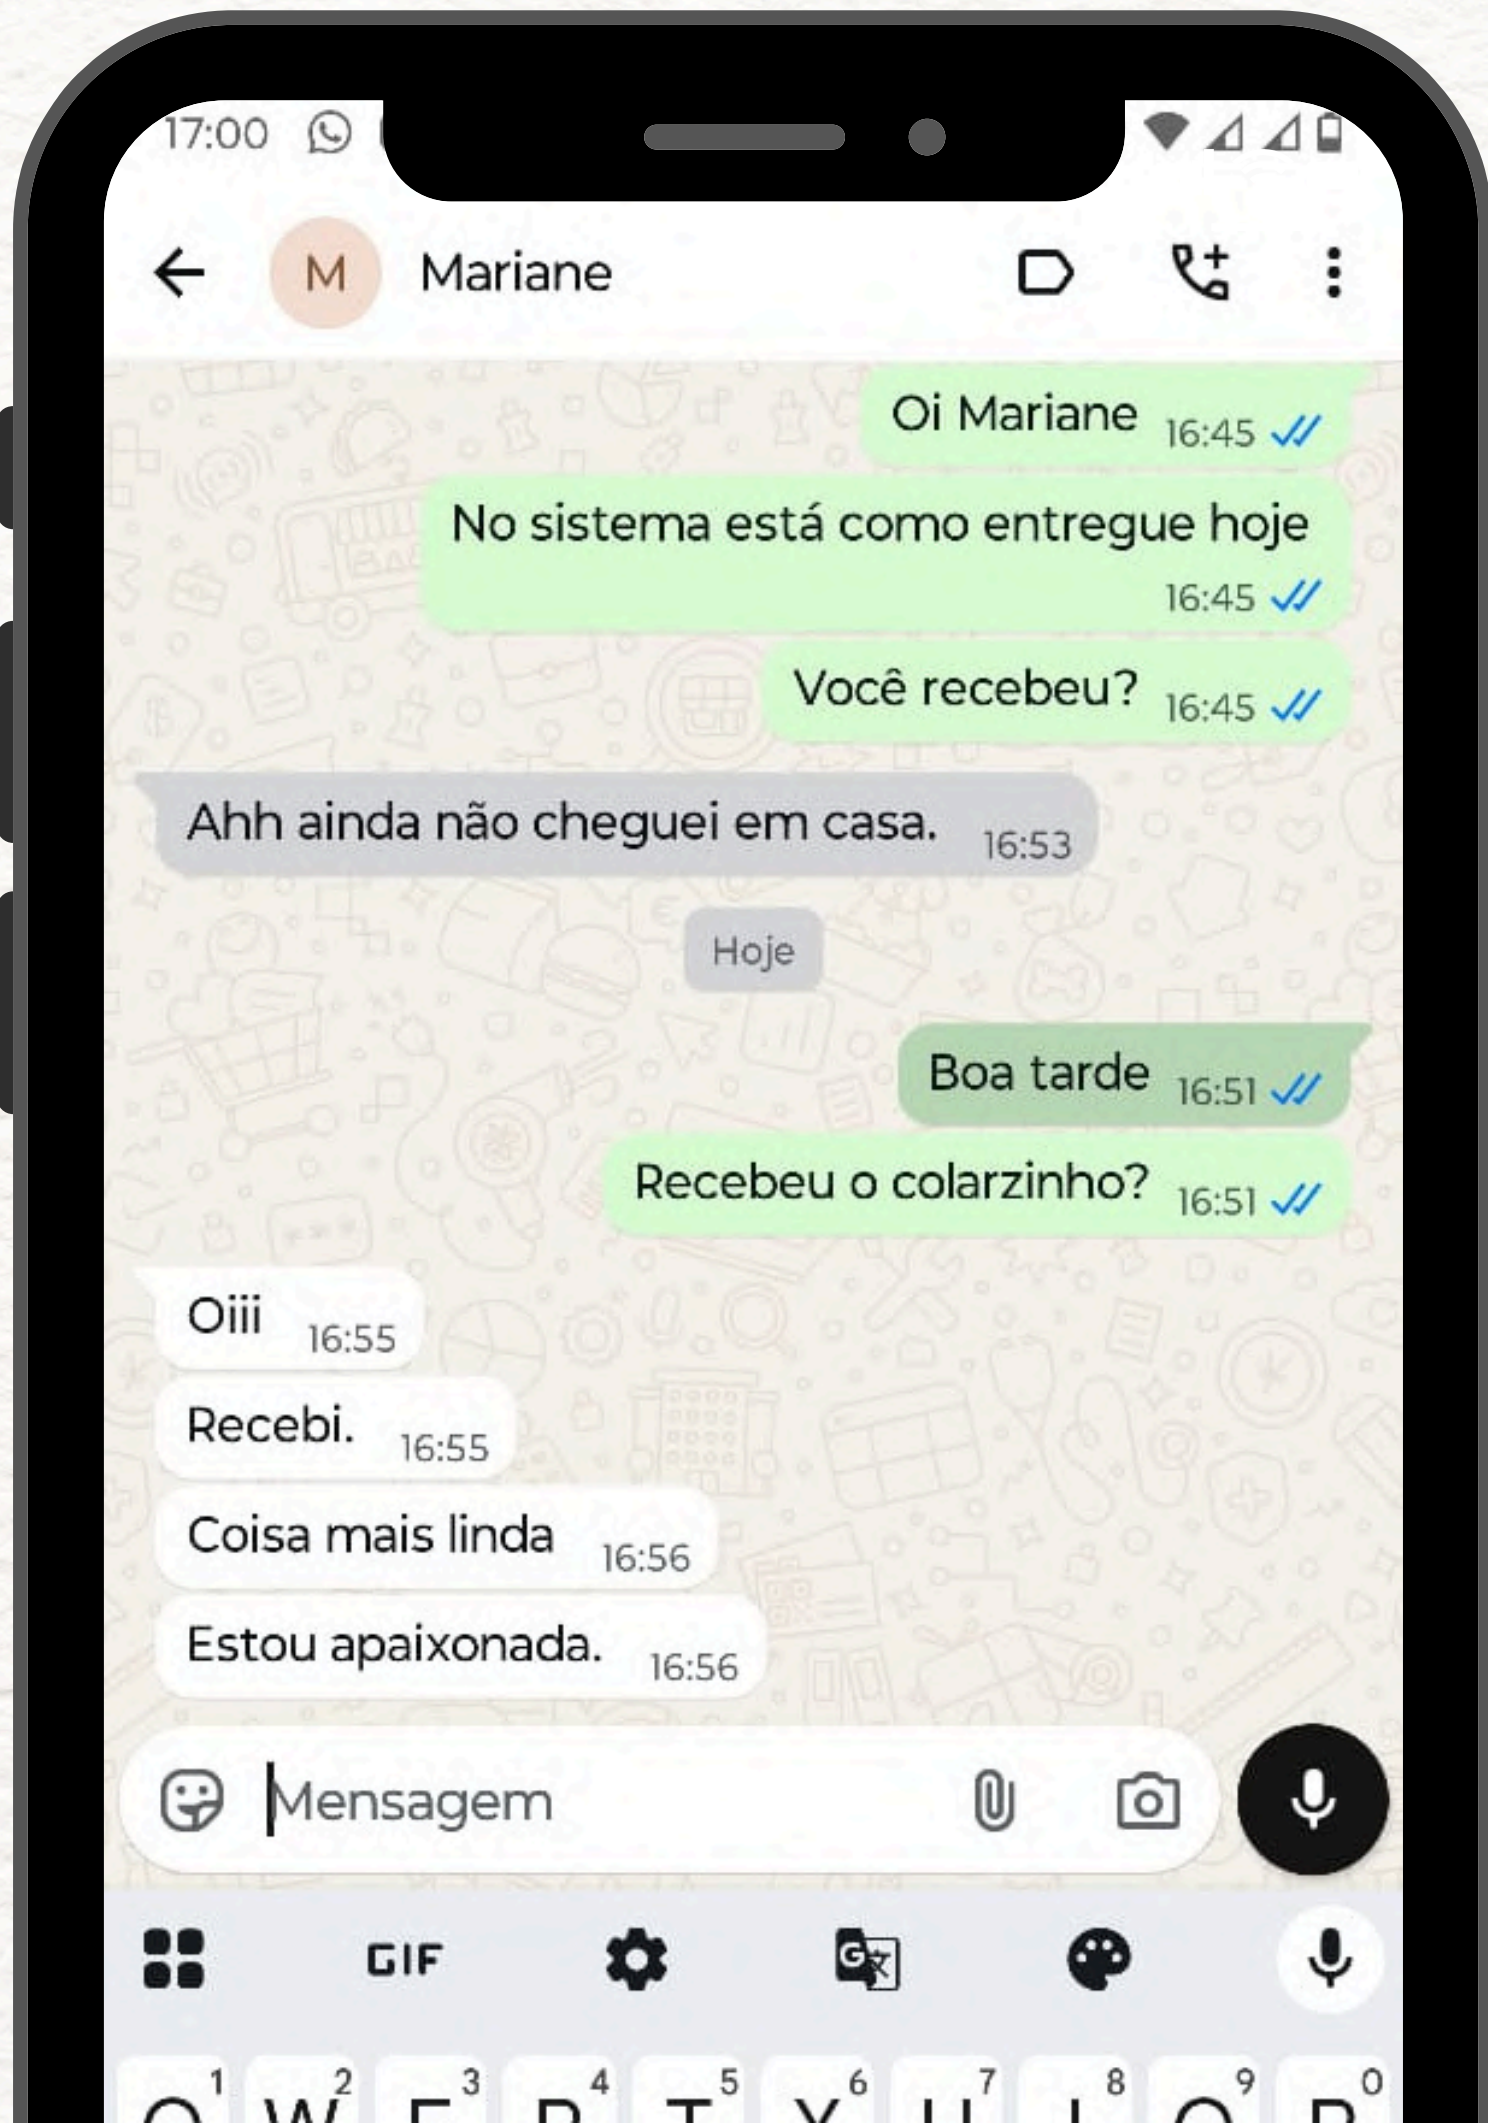 17:00
M Mariane
Oi Mariane 16:45
No sistema está como entregue hoje
16:45
Você recebeu? 16:45
Ahh ainda não cheguei em casa. 16:53
Hoje
Boa tarde 16:51
Recebeu o colarzinho? 16:51
Oiii 16:55
Recebi. 16:55
Coisa mais linda 16:56
Estou apaixonada. 16:56
Mensagem
GIF
G 文
1 2 3 4 5 6 7 8 9 0
Q W E R T Y U I O P